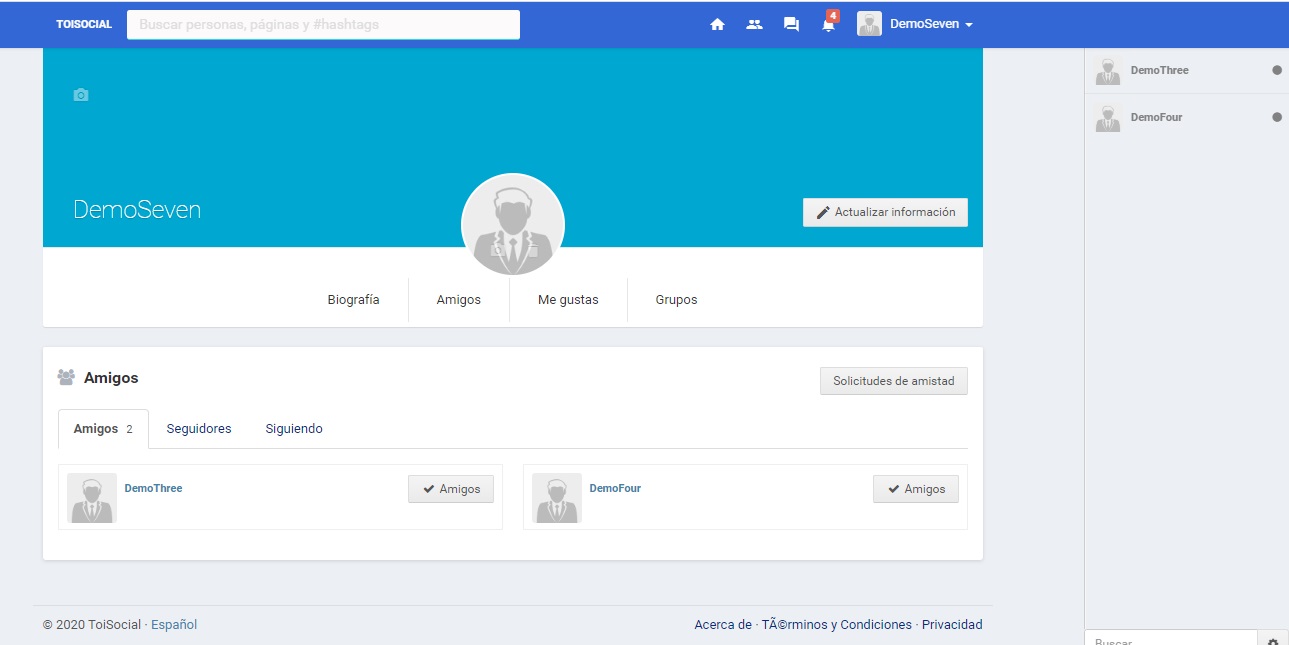 TOISOCIAL
Buscar personas, páginas y #hashtags
4
DemoSeven
DemoThree
DemoFour
DemoSeven
Actualizar información
Biografía
Amigos
Me gustas
Grupos
Amigos
Solicitudes de amistad
Amigos 2
Seguidores
Siguiendo
DemoThree
Amigos
DemoFour
Amigos
© 2020 ToiSocial · Español
Acerca de · TÃ©rminos y Condiciones · Privacidad
Buscar